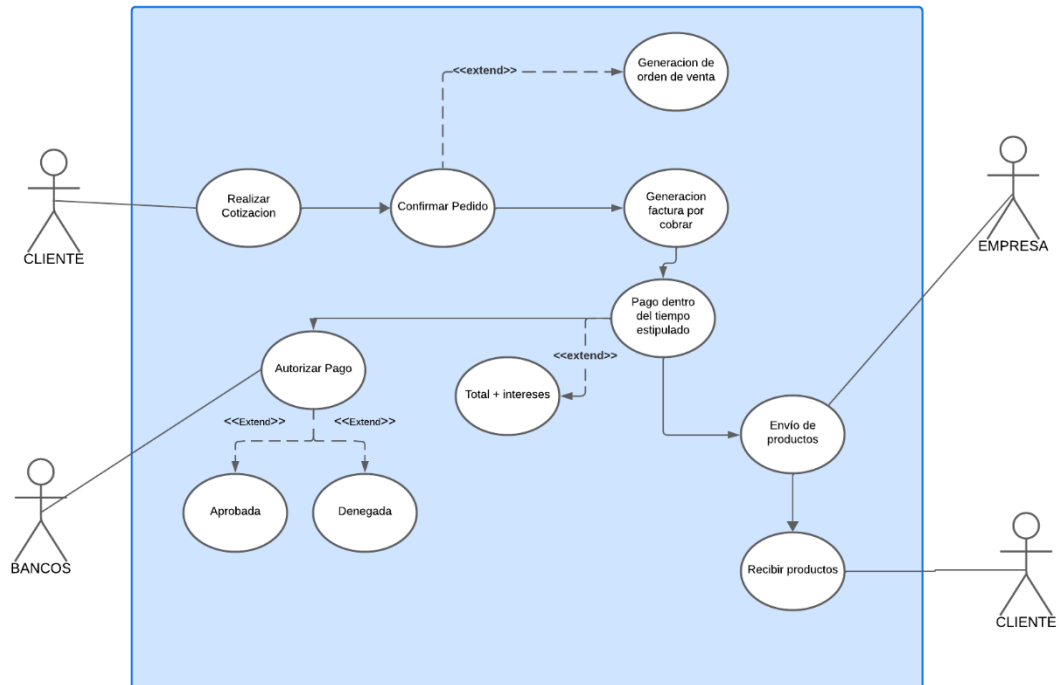 Generacion de
orden de venta
<<extend>>
CLIENTE
Realizar
Cotizacion
Confirmar Pedido
Generacion
factura por
cobrar
EMPRESA
Pago dentro
del tiempo
estipulado
<<extend>>
Autorizar Pago
Total + intereses
<<Extend>>
<<Extend>>
Envío de
productos
Aprobada
Denegada
BANCOS
Recibir productos
CLIENTE